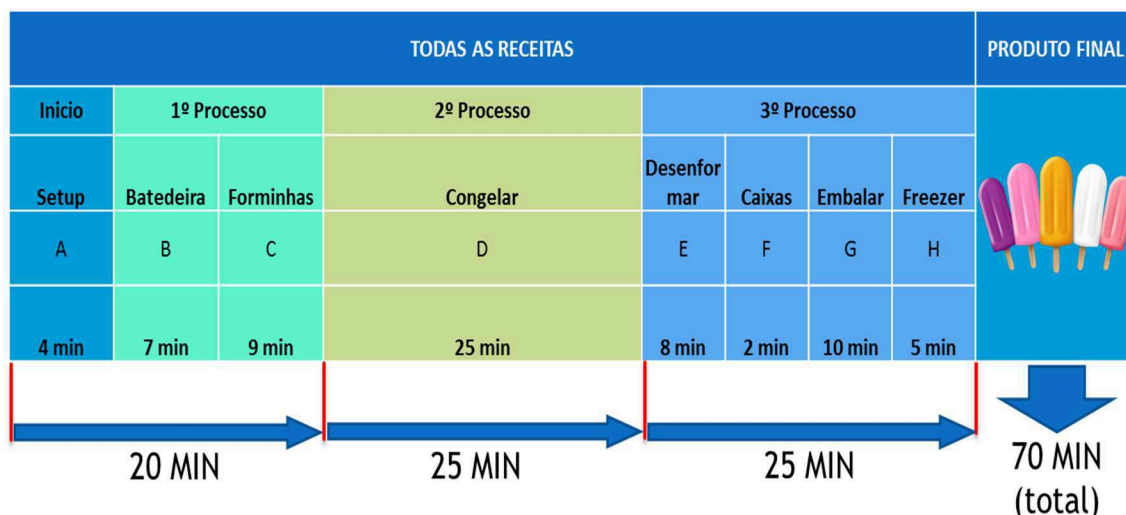 TODAS AS RECEITAS PRODUTO FINAL
Inicio 1º Processo 2º Processo 3º Processo
Setup Batedeira Forminhas Congelar Desenfor
mar Caixas Embalar Freezer
A B C D E F G H
4 min 7 min 9 min 25 min 8 min 2 min 10 min 5 min
20 MIN 25 MIN 25 MIN 70 MIN
(total)